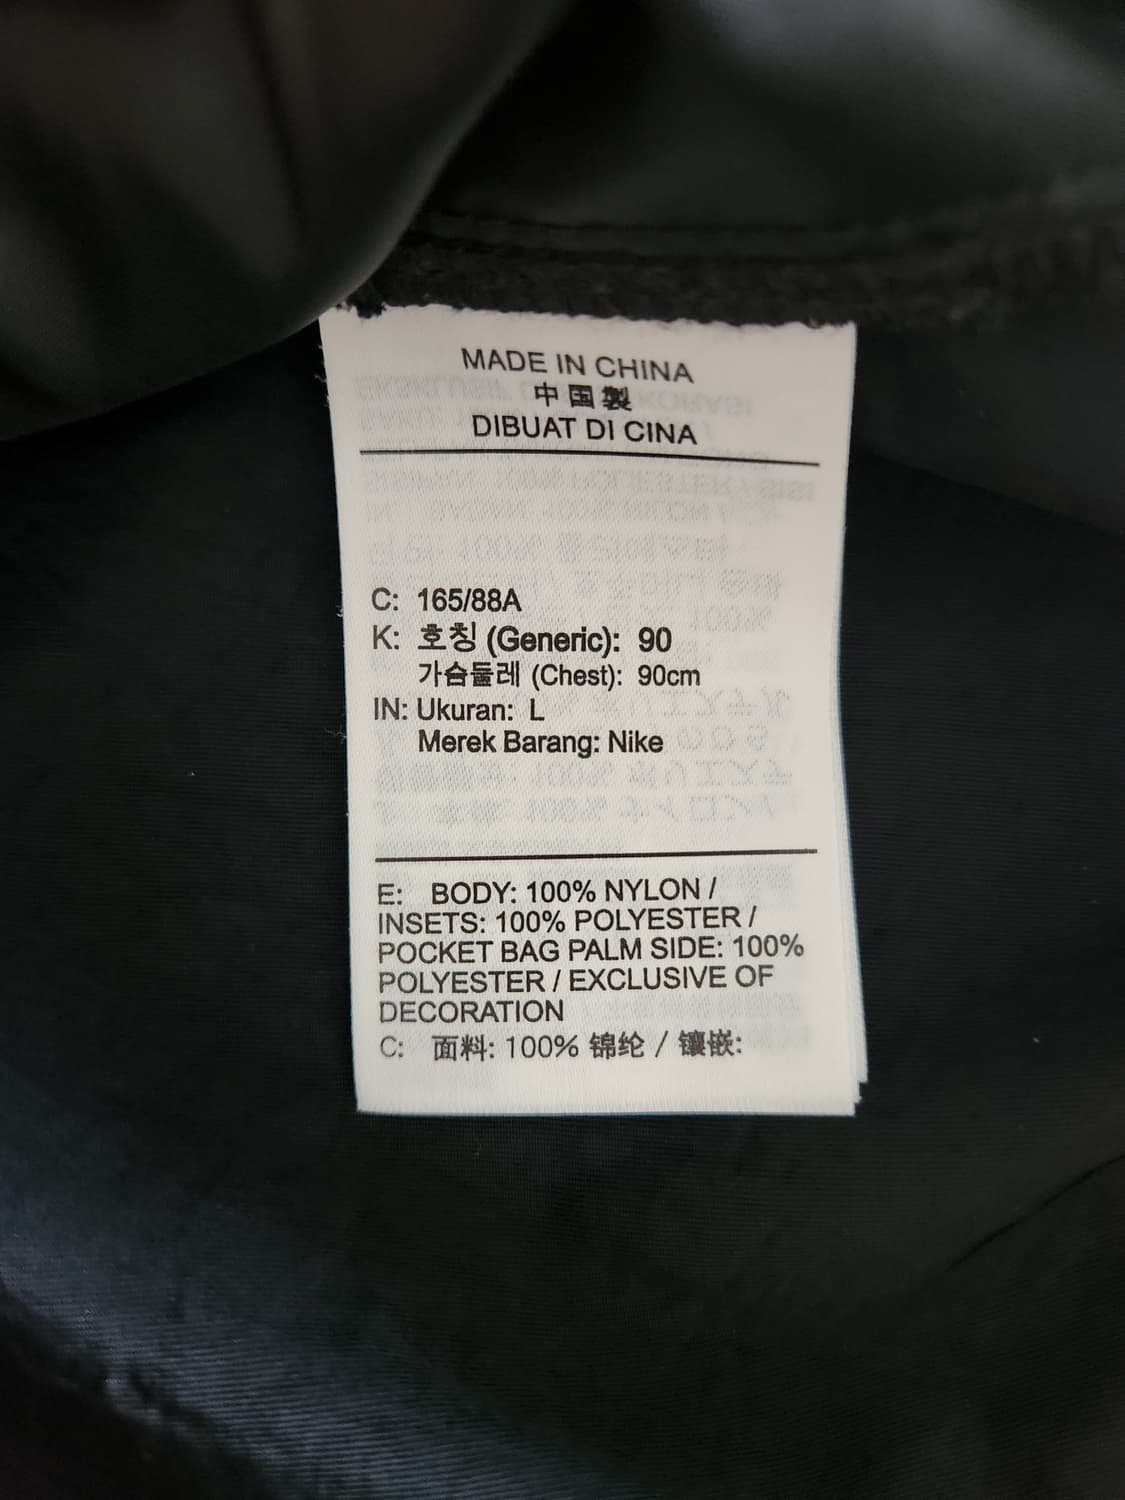 MADE IN CHINA
中国製
DIBUAT DI CINA
C: 165/88A
K: 호칭 (Generic): 90
가슴둘레 (Chest): 90cm
IN: Ukuran: L
Merek Barang: Nike
E: BODY: 100% NYLON /
INSETS: 100% POLYESTER /
POCKET BAG PALM SIDE: 100%
POLYESTER / EXCLUSIVE OF
DECORATION
C: 面料: 100% 锦纶 / 镶嵌: